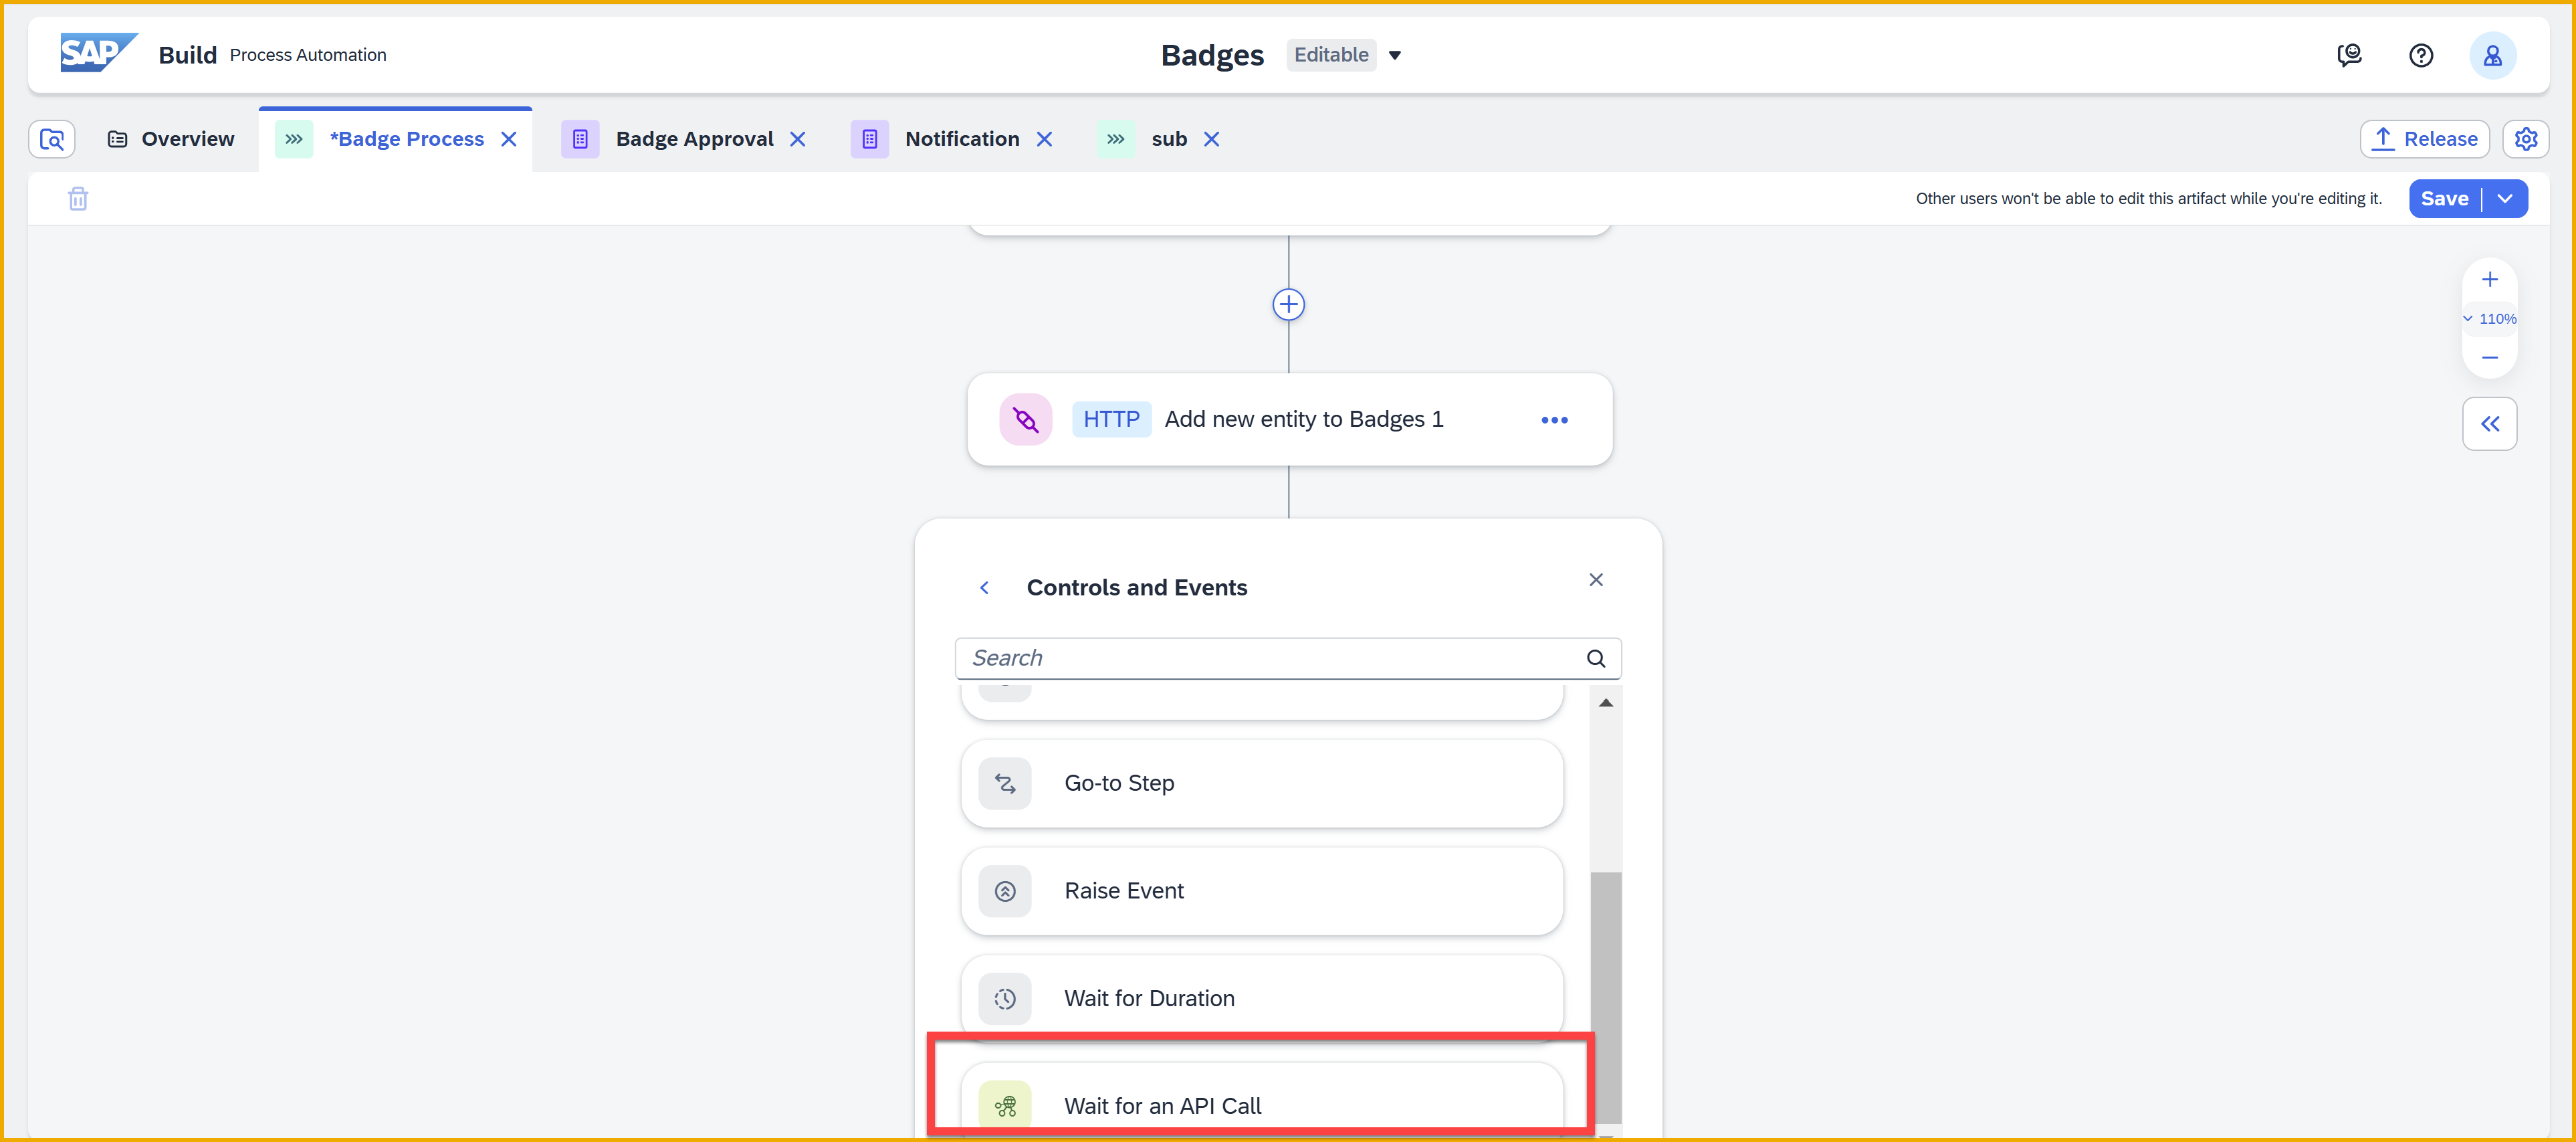 SAP Build Process Automation
Badges Editable
Overview *Badge Process Badge Approval Notification sub Release
Other users won't be able to edit this artifact while you're editing it. Save
110%
HTTP Add new entity to Badges 1
Controls and Events
Search
Go-to Step
Raise Event
Wait for Duration
Wait for an API Call